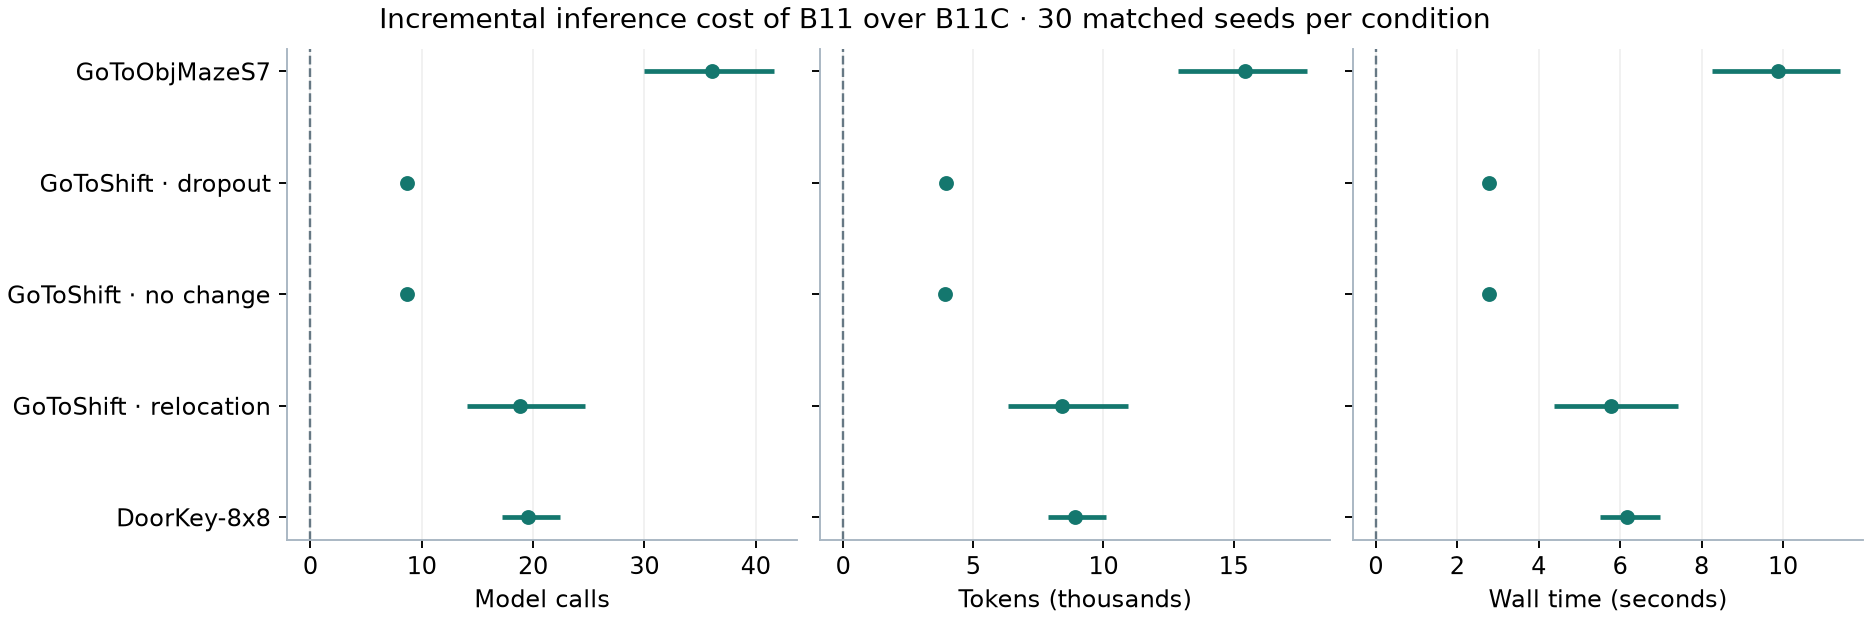 Incremental inference cost of B11 over B11C · 30 matched seeds per condition
GoToObjMazeS7
GoToShift · dropout
GoToShift · no change
GoToShift · relocation
DoorKey-8x8
0 10 20 30 40
Model calls
0 5 10 15
Tokens (thousands)
0 2 4 6 8 10
Wall time (seconds)